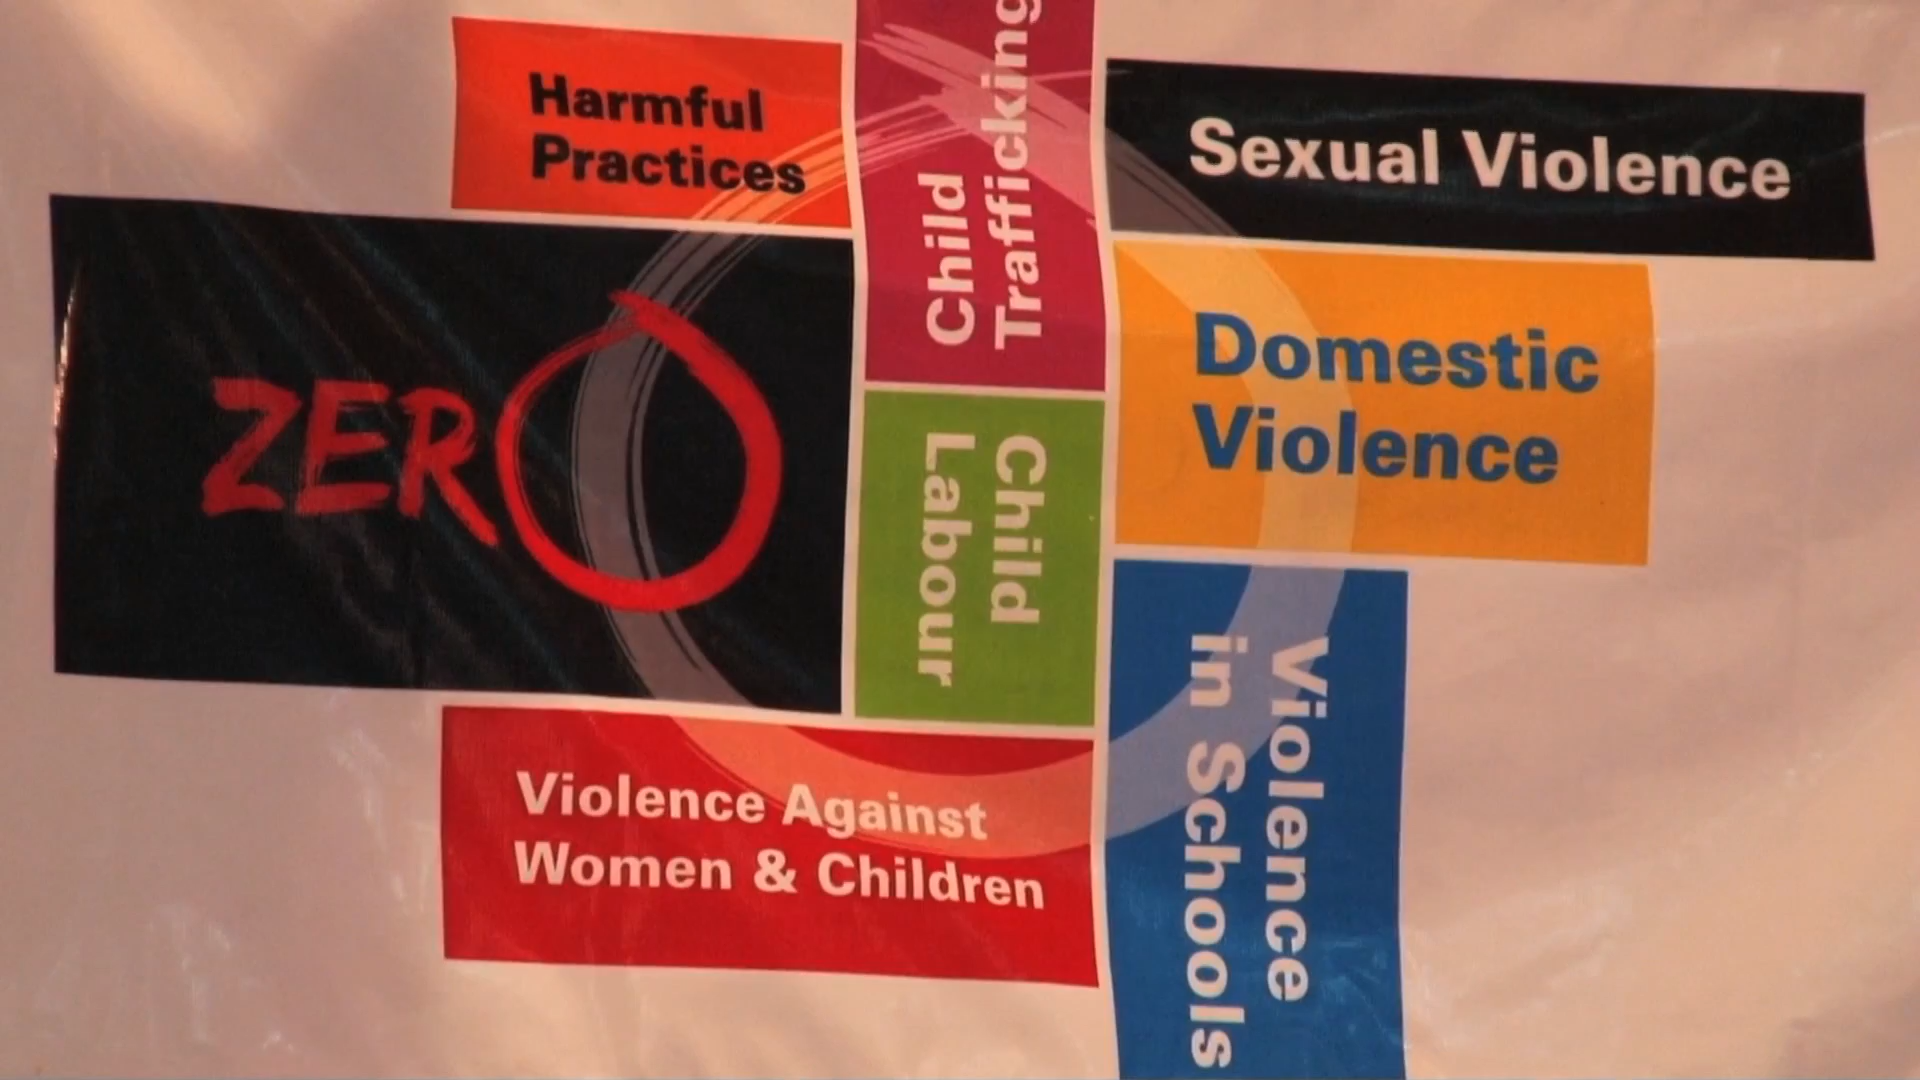 Harmful
Practices
Child
Trafficking
Sexual Violence
ZERO
Domestic
Violence
Child
Labour
Violence Against
Women & Children
Violence
in Schools